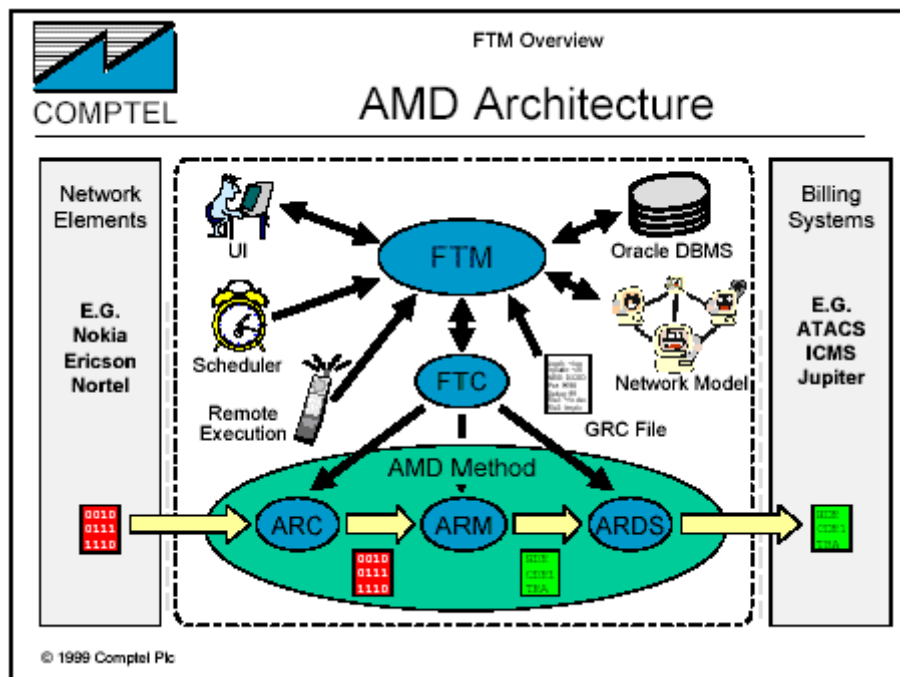 FTM Overview
COMPTEL
AMD Architecture
Network
Elements
E.G.
Nokia
Ericson
Nortel
UI
Scheduler
Remote
Execution
FTM
FTC
Oracle DBMS
Network Model
GRC File
Billing
Systems
E.G.
ATACS
ICMS
Jupiter
AMD Method
0010
0111
1110
ARC
ARM
ARDS
0010
0111
1110
CDR1
© 1999 Comptel Plc